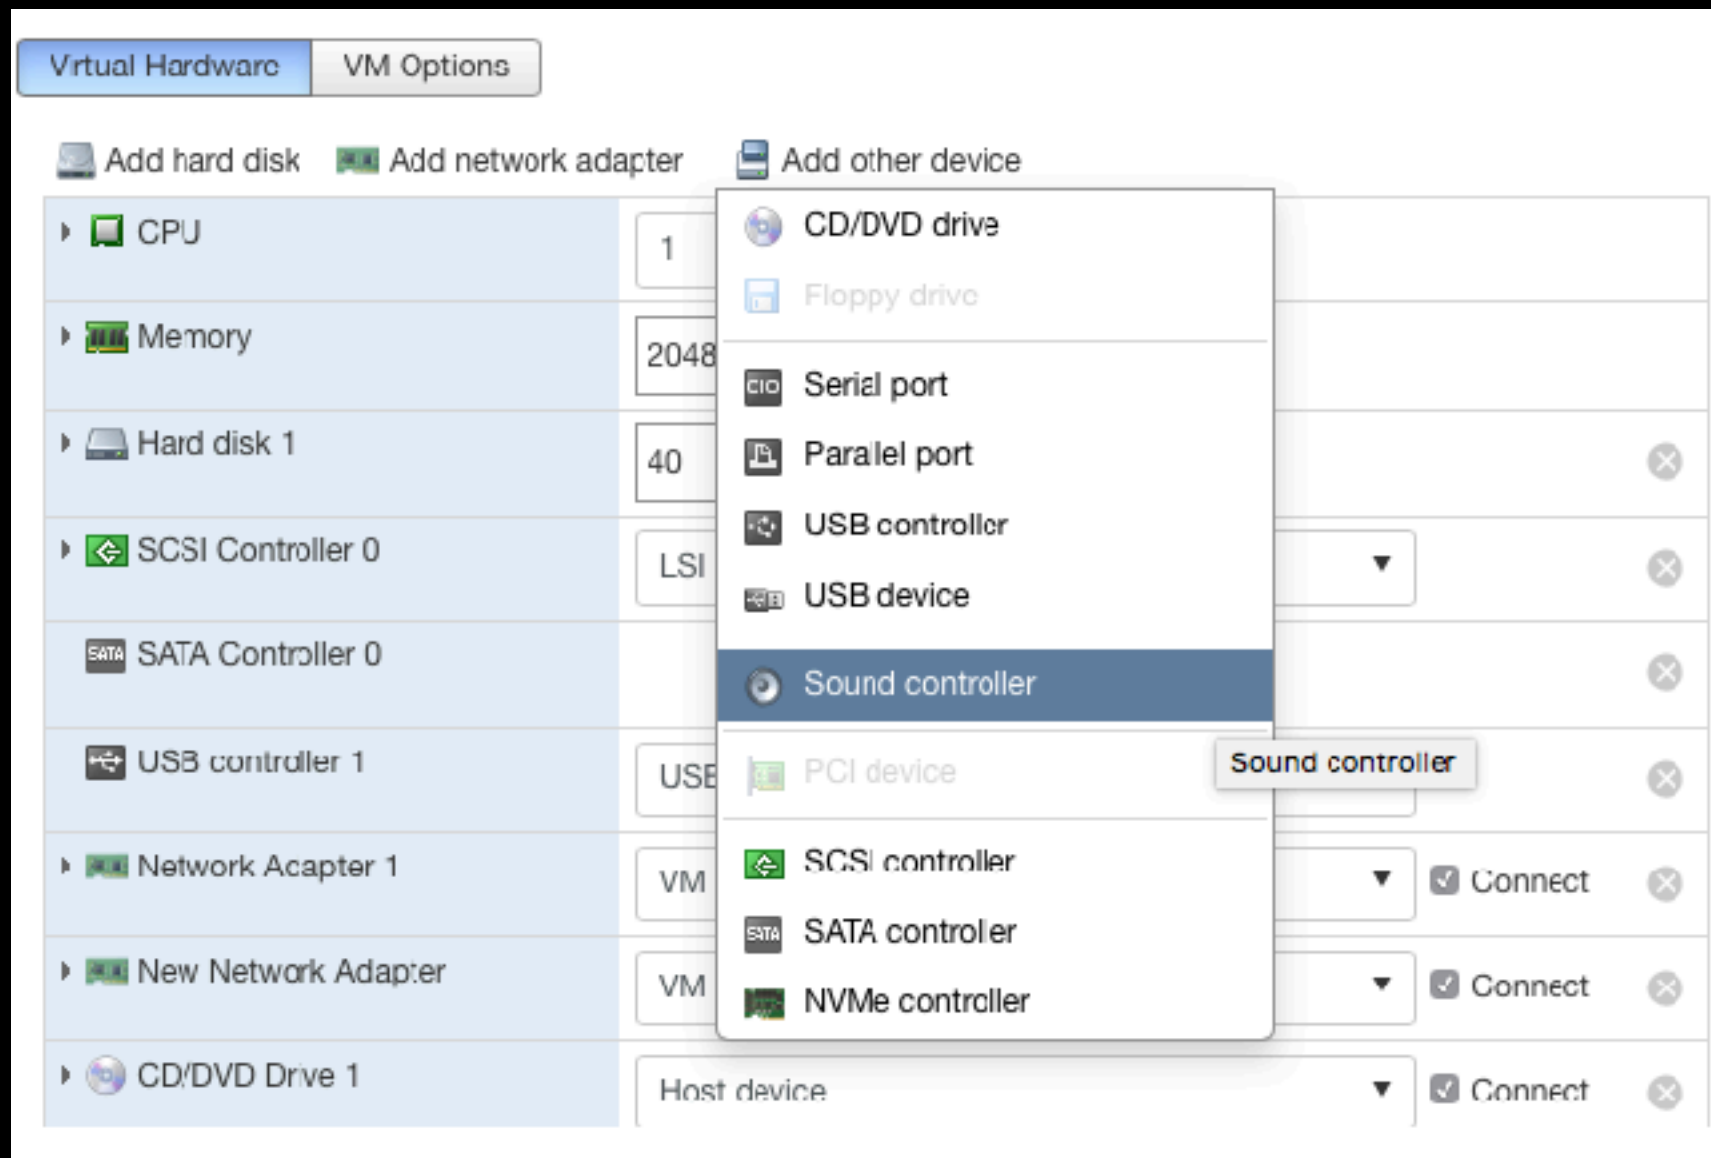 Virtual Hardware VM Options
Add hard disk Add network adapter Add other device
CPU 1
Memory 2048
Hard disk 1 40
SCSI Controller 0 LSI
SATA Controller 0
USB controller 1 USB
Network Adapter 1 VM Connect
New Network Adapter VM Connect
CD/DVD Drive 1 Host device Connect
CD/DVD drive
Floppy drive
CIO Serial port
Parallel port
USB controller
USB device
Sound controller
PCI device
Sound controller
SCSI controller
SATA SATA controller
NVMe controller